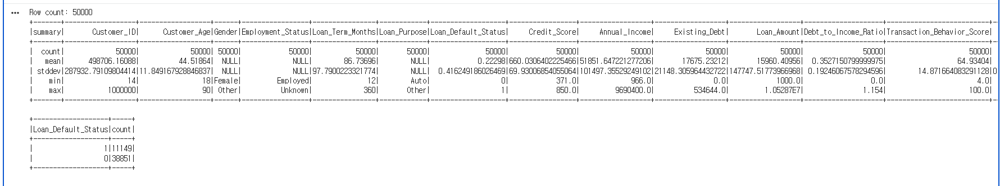 Row count: 50000
|summary| Customer_ID| Customer_Age|Gender|Employment_Status|Loan_Term_Months|Loan_Purpose|Loan_Default_Status| Credit_Score| Annual_Income| Existing_Debt| Loan_Amount|Debt_to_Income_Ratio|Transaction_Behavior_Score|
| count| 50000| 50000| 50000| 50000| 50000| 50000| 50000| 50000| 50000| 50000| 50000| 50000| 50000|
| mean| 498706.16088| 44.51864| NULL| NULL| 86.73696| NULL| 0.22298|660.0306402225466|51851.647221277206| 17675.23212| 15960.40956| 0.3527150799999975| 64.93404|
| stddev|287932.79109804414|11.849167928846837| NULL| NULL|97.7900223321774| NULL| 0.416249186026469|69.93006854055064|101497.35529249102|21148.305964432722|147747.51773966968|0.19246067578294596| 14.871664083291128|0
| min| 14| 18|Female| Employed| 12| Auto| 0| 371.0| 966.0| 0.0| 1000.0| 0.0| 4.0|
| max| 1000000| 90| Other| Unknown| 360| Other| 1| 850.0| 9690400.0| 534644.0| 1.05287E7| 1.154| 100.0|
|Loan_Default_Status|count|
| 1|11149|
| 0|38851|